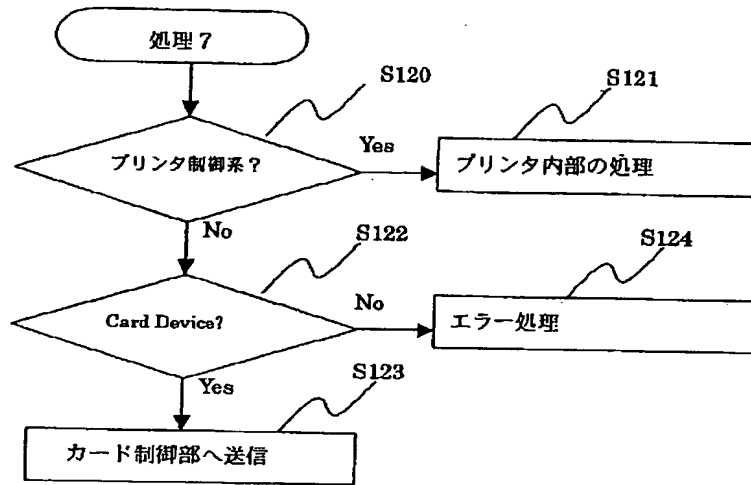 処理7
S120
プリンタ制御系?
Yes
S121
プリンタ内部の処理
No
S122
Card Device?
No
S124
エラー処理
Yes
S123
カード制御部へ送信